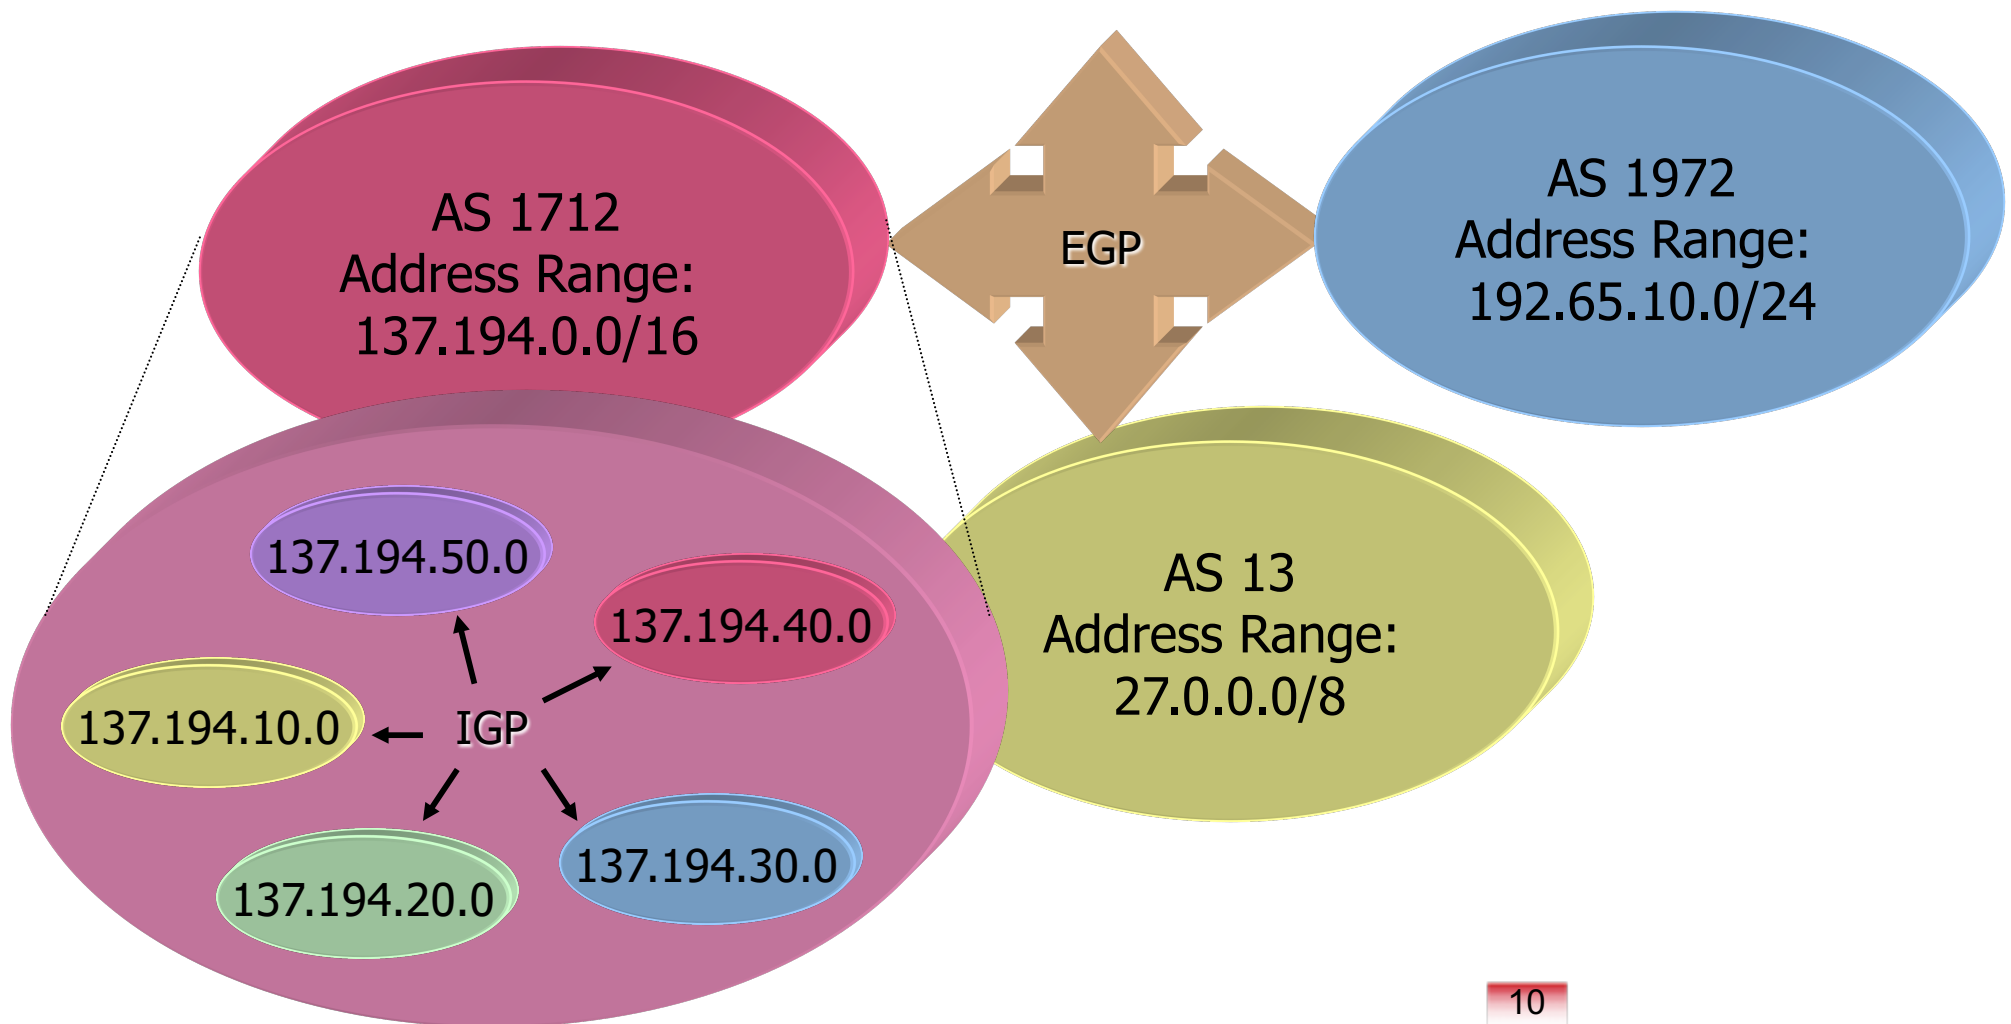 AS 1712
Address Range:
137.194.0.0/16
EGP
AS 1972
Address Range:
192.65.10.0/24
AS 13
Address Range:
27.0.0.0/8
137.194.50.0
137.194.40.0
137.194.10.0
IGP
137.194.30.0
137.194.20.0
10